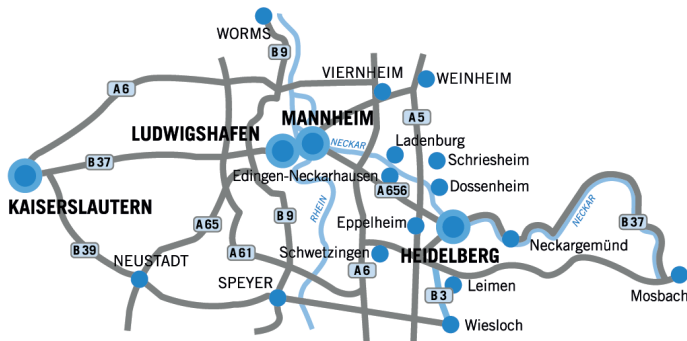 WORMS
B 9
VIERNHEIM
WEINHEIM
A 6
A 5
MANNHEIM
LUDWIGSHAFEN
NECKAR
Ladenburg
B 37
Schriesheim
Edingen-Neckarhausen
A 656
Dossenheim
KAISERSLAUTERN
RHEIN
NECKAR
B 9
A 65
Eppelheim
B 37
B 39
A 61
Schwetzingen
HEIDELBERG
Neckargemünd
NEUSTADT
A 6
SPEYER
Leimen
B 3
Mosbach
Wiesloch